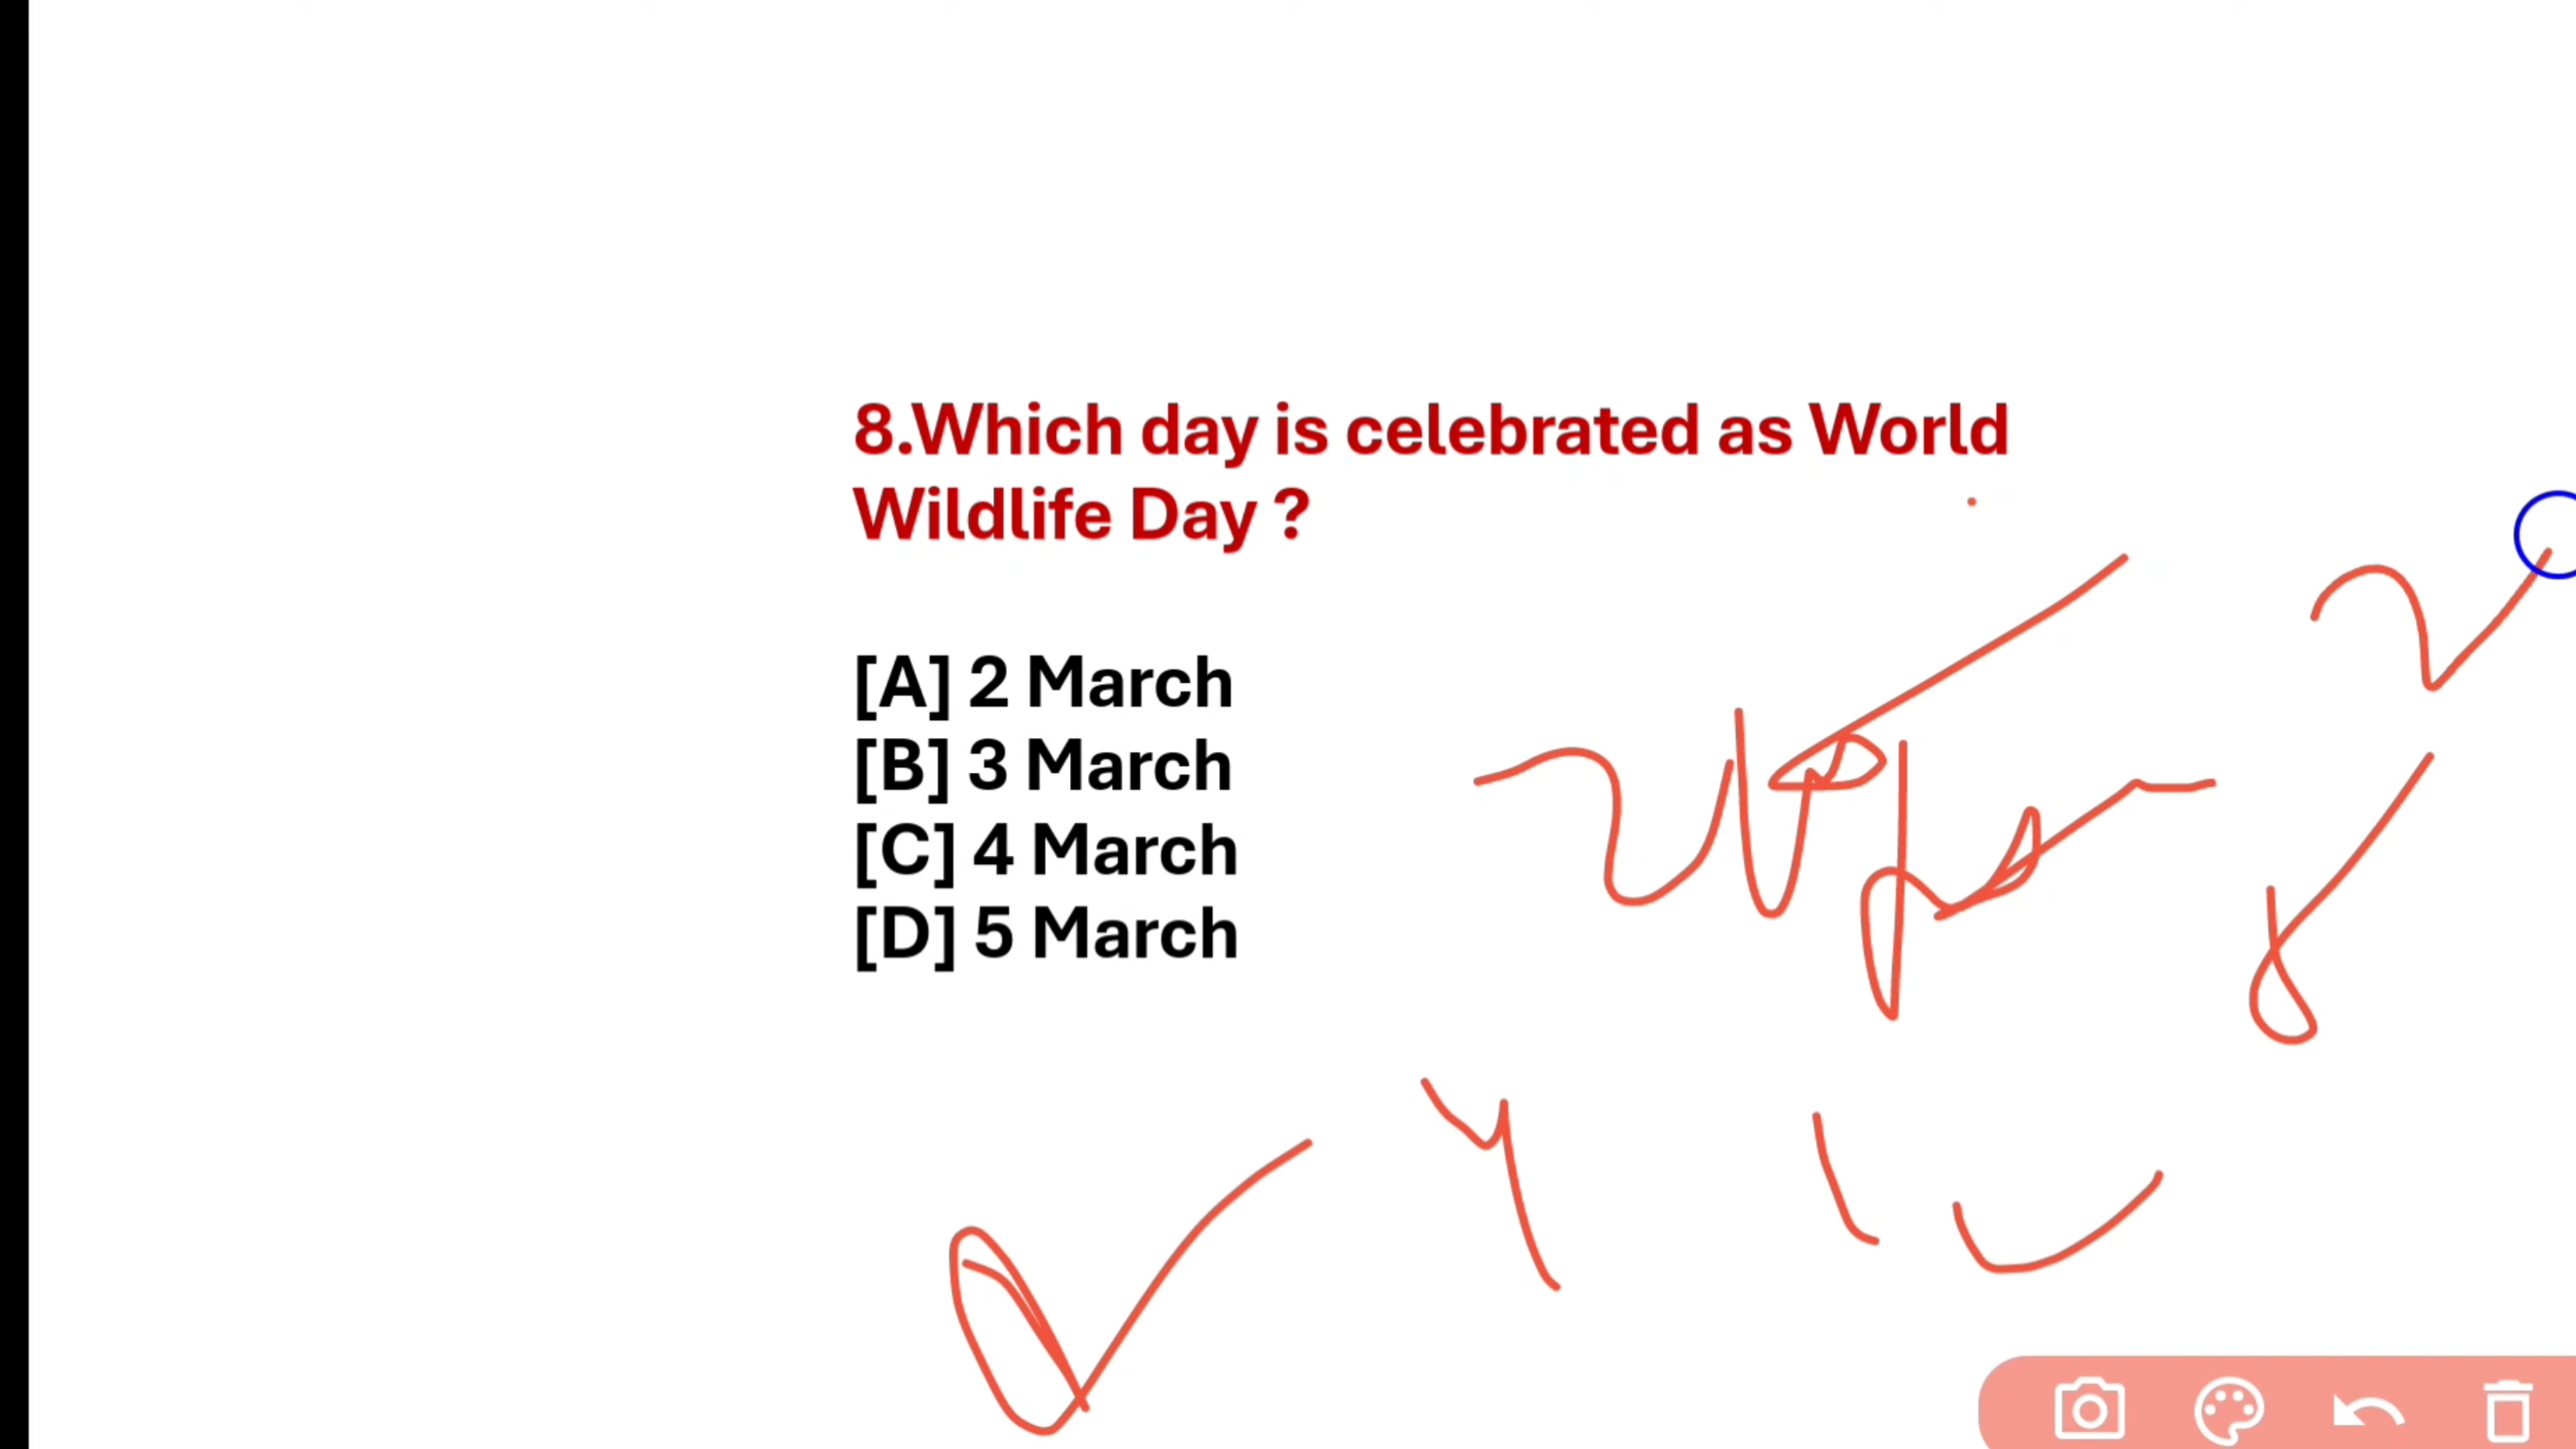 8.Which day is celebrated as World
Wildlife Day ?
[A] 2 March
[B] 3 March
[C] 4 March
[D] 5 March